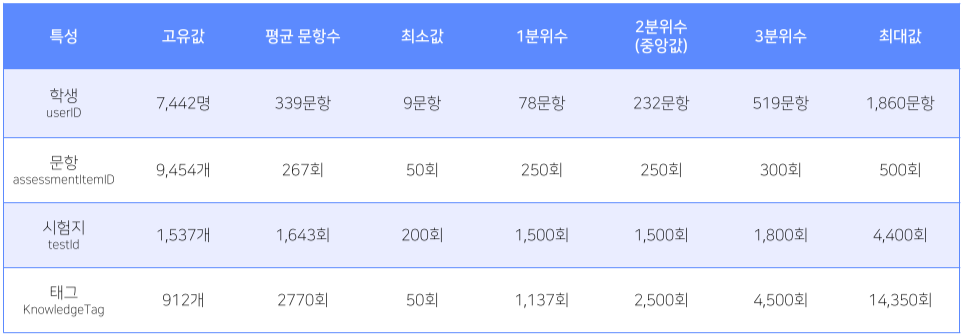 특성 고유값 평균 문항수 최소값 1분위수 2분위수 (중앙값) 3분위수 최대값
학생 userID 7,442명 339문항 9문항 78문항 232문항 519문항 1,860문항
문항 assessmentItemID 9,454개 267회 50회 250회 250회 300회 500회
시험지 testId 1,537개 1,643회 200회 1,500회 1,500회 1,800회 4,400회
태그 KnowledgeTag 912개 2770회 50회 1,137회 2,500회 4,500회 14,350회